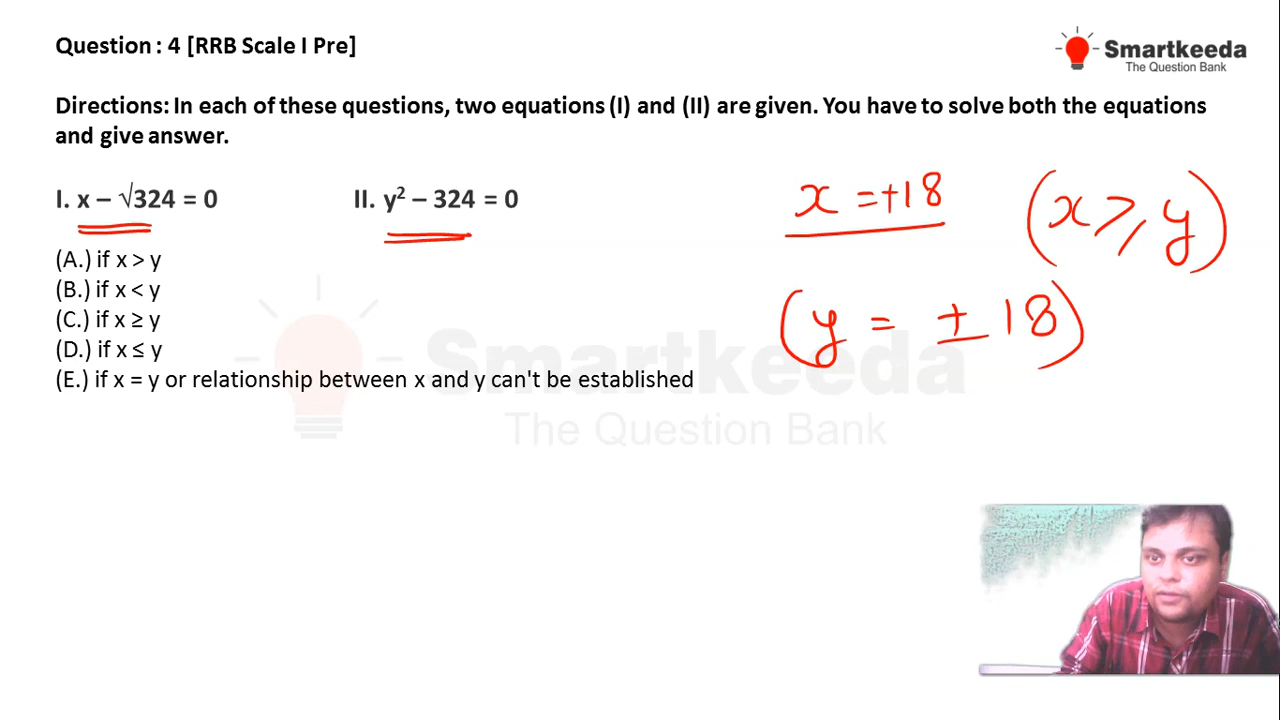 Question : 4 [RRB Scale I Pre]
Smartkeeda
The Question Bank
Directions: In each of these questions, two equations (I) and (II) are given. You have to solve both the equations
and give answer.
I. x – √324 = 0 II. y² – 324 = 0
x = +18 (x ≥ y)
(A.) if x > y
(B.) if x < y
(C.) if x ≥ y
(y = ± 18)
(D.) if x ≤ y
(E.) if x = y or relationship between x and y can't be established
Smartkeeda
The Question Bank